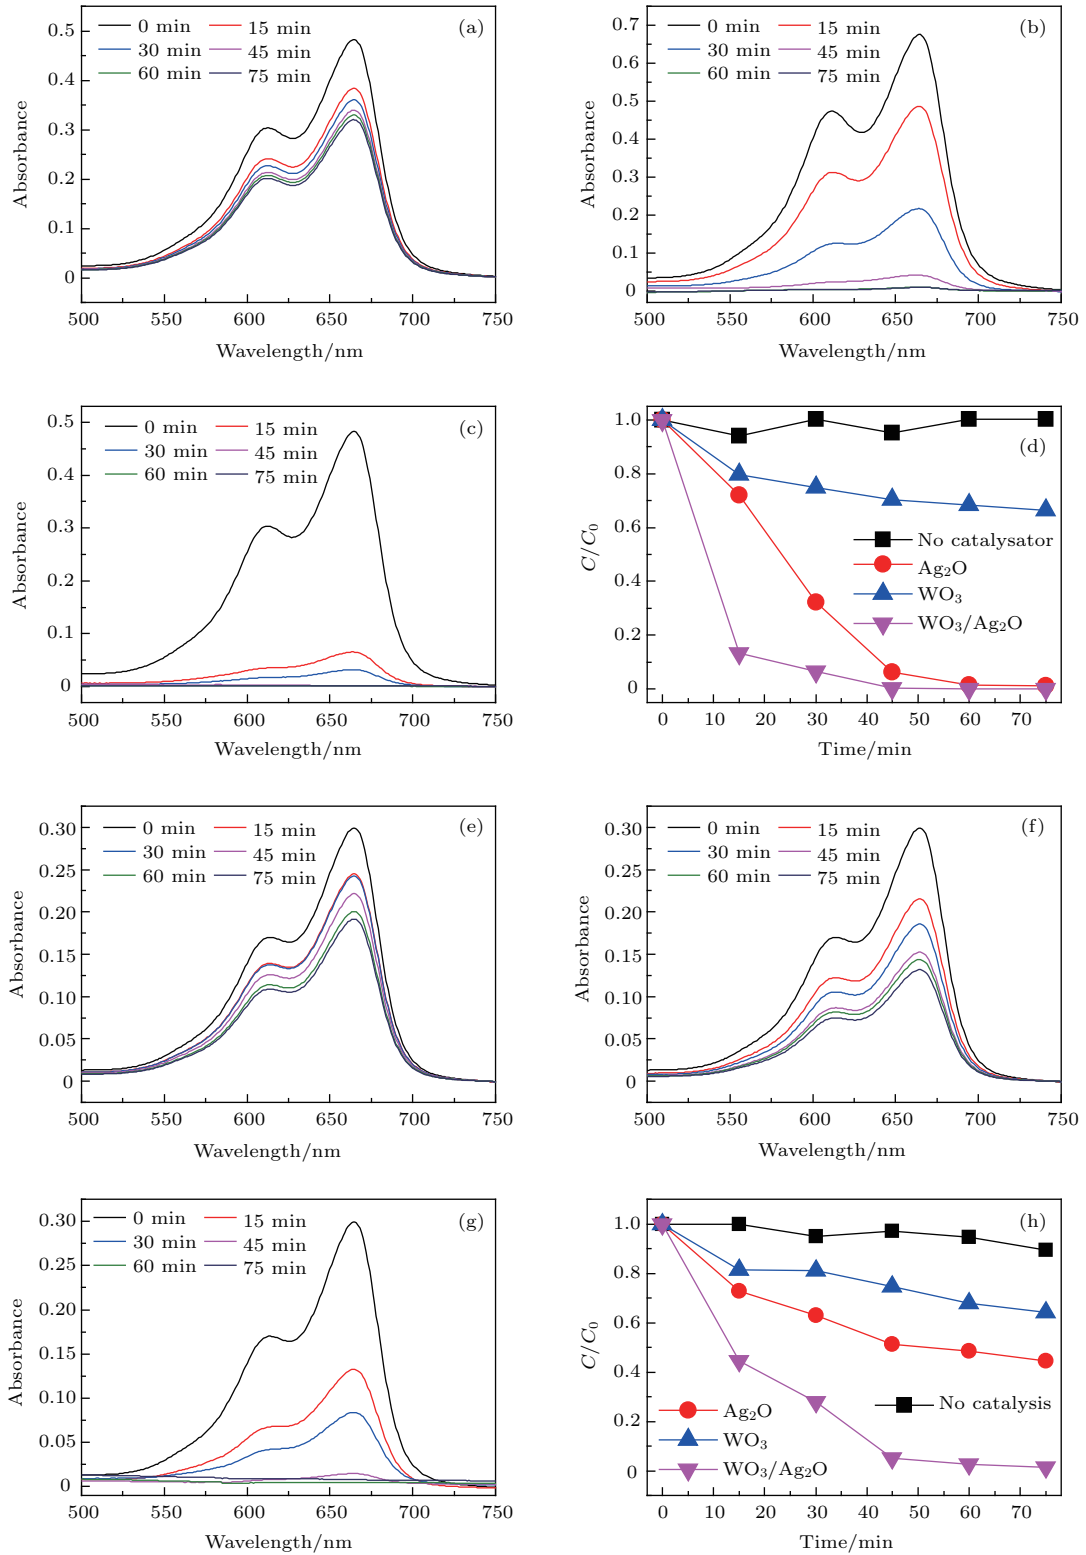 (a)
0 min 15 min
30 min 45 min
60 min 75 min
0.5
0.4
0.3
0.2
0.1
0
Absorbance
500 550 600 650 700 750
Wavelength/nm
(b)
0 min 15 min
30 min 45 min
60 min 75 min
0.7
0.6
0.5
0.4
0.3
0.2
0.1
0
Absorbance
500 550 600 650 700 750
Wavelength/nm
(c)
0 min 15 min
30 min 45 min
60 min 75 min
0.5
0.4
0.3
0.2
0.1
0
Absorbance
500 550 600 650 700 750
Wavelength/nm
(d)
1.0
0.8
0.6
0.4
0.2
0
C/C₀
No catalysator
Ag₂O
WO₃
WO₃/Ag₂O
0 10 20 30 40 50 60 70
Time/min
(e)
0 min 15 min
30 min 45 min
60 min 75 min
0.30
0.25
0.20
0.15
0.10
0.05
0
Absorbance
500 550 600 650 700 750
Wavelength/nm
(f)
0 min 15 min
30 min 45 min
60 min 75 min
0.30
0.25
0.20
0.15
0.10
0.05
0
Absorbance
500 550 600 650 700 750
Wavelength/nm
(g)
0 min 15 min
30 min 45 min
60 min 75 min
0.30
0.25
0.20
0.15
0.10
0.05
0
Absorbance
500 550 600 650 700 750
Wavelength/nm
(h)
1.0
0.8
0.6
0.4
0.2
0
C/C₀
No catalysis
Ag₂O
WO₃
WO₃/Ag₂O
0 10 20 30 40 50 60 70
Time/min